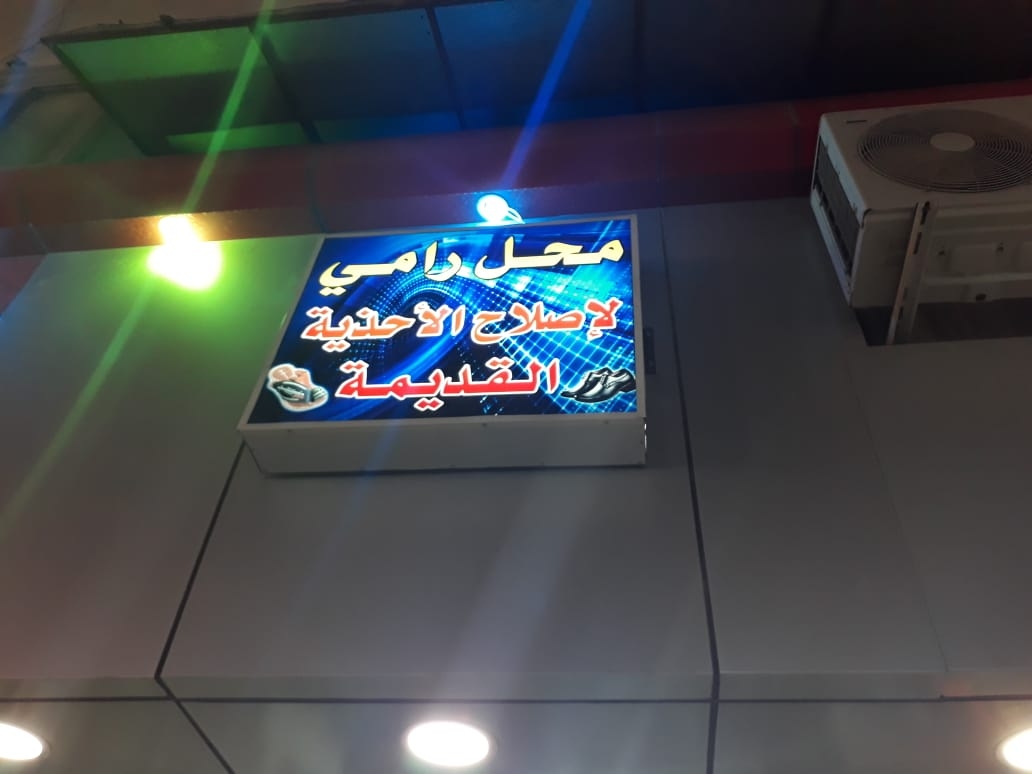 محل رامي
لإصلاح الأحذية
القديمة